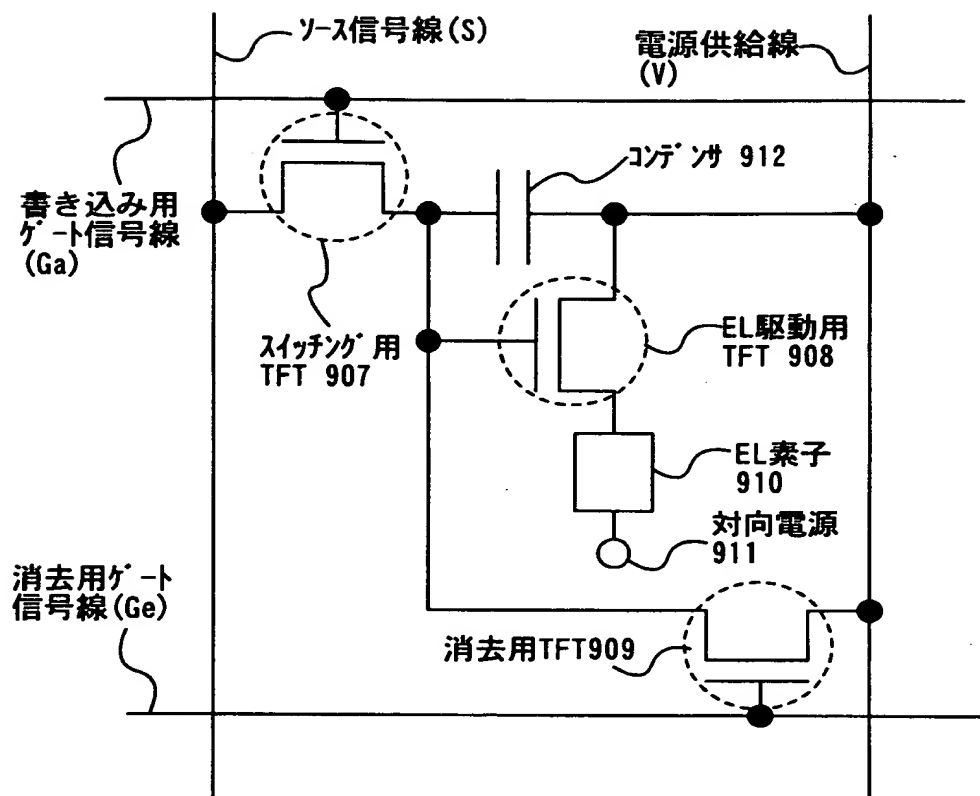 ソース信号線(S)
電源供給線
(V)
コンデンサ 912
書き込み用
ゲート信号線
(Ga)
スイッチング用
TFT 907
EL駆動用
TFT 908
EL素子
910
対向電源
911
消去用ゲート
信号線(Ge)
消去用TFT909